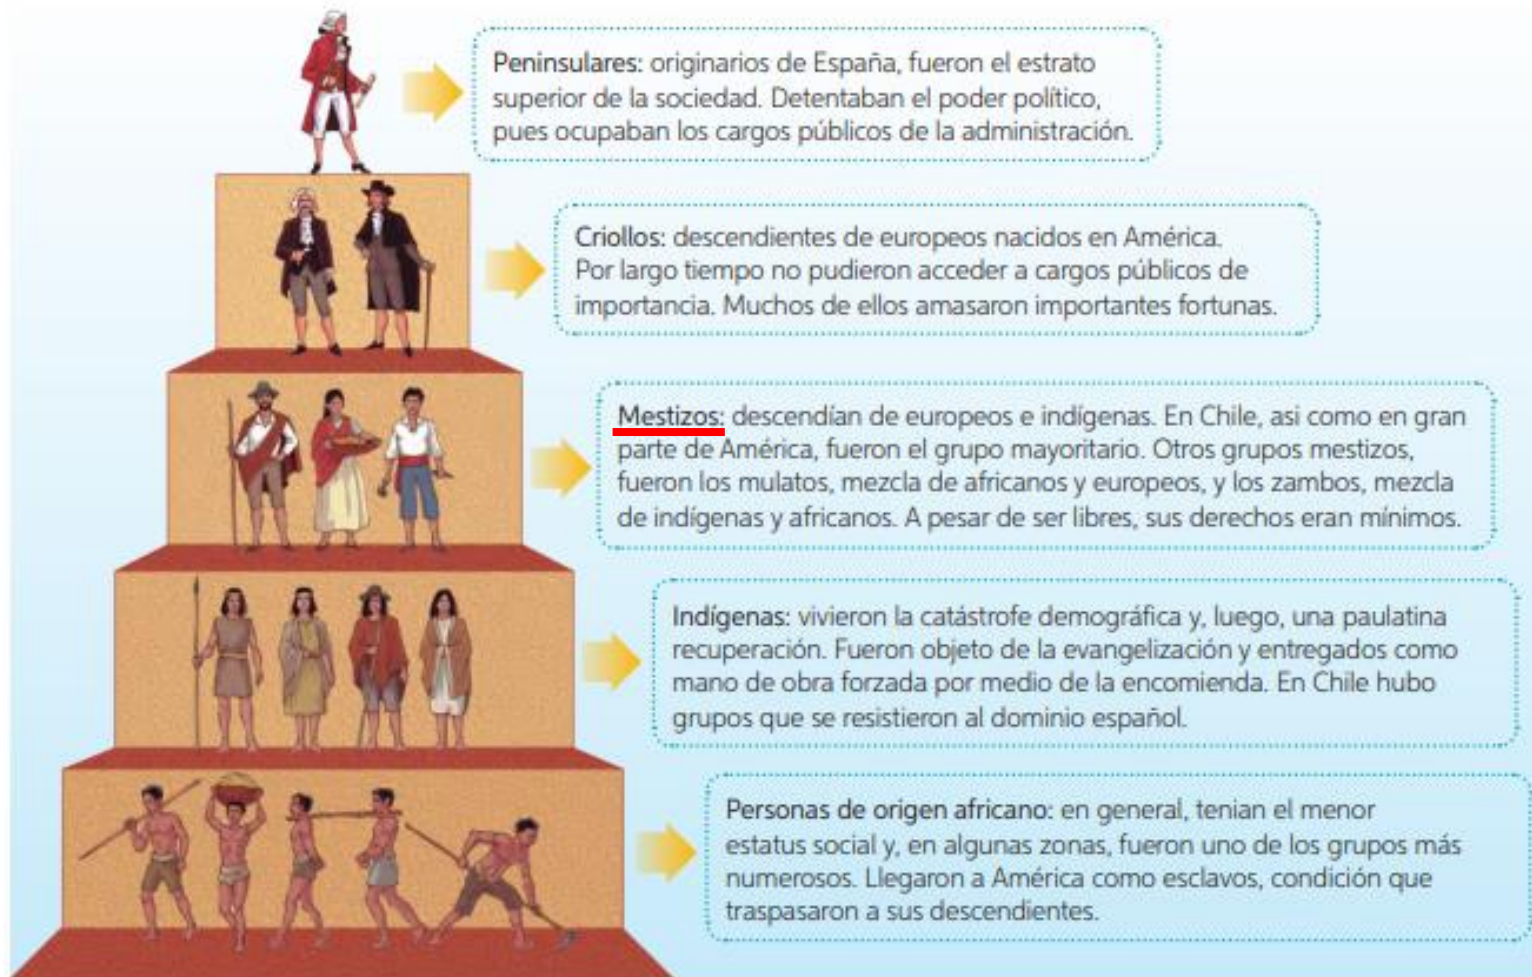 Peninsulares: originarios de España, fueron el estrato
superior de la sociedad. Detentaban el poder político,
pues ocupaban los cargos públicos de la administración.
Criollos: descendientes de europeos nacidos en América.
Por largo tiempo no pudieron acceder a cargos públicos de
importancia. Muchos de ellos amasaron importantes fortunas.
Mestizos: descendían de europeos e indígenas. En Chile, asi como en gran
parte de América, fueron el grupo mayoritario. Otros grupos mestizos,
fueron los mulatos, mezcla de africanos y europeos, y los zambos, mezcla
de indígenas y africanos. A pesar de ser libres, sus derechos eran mínimos.
Indígenas: vivieron la catástrofe demográfica y, luego, una paulatina
recuperación. Fueron objeto de la evangelización y entregados como
mano de obra forzada por medio de la encomienda. En Chile hubo
grupos que se resistieron al dominio español.
Personas de origen africano: en general, tenian el menor
estatus social y, en algunas zonas, fueron uno de los grupos más
numerosos. Llegaron a América como esclavos, condición que
traspasaron a sus descendientes.